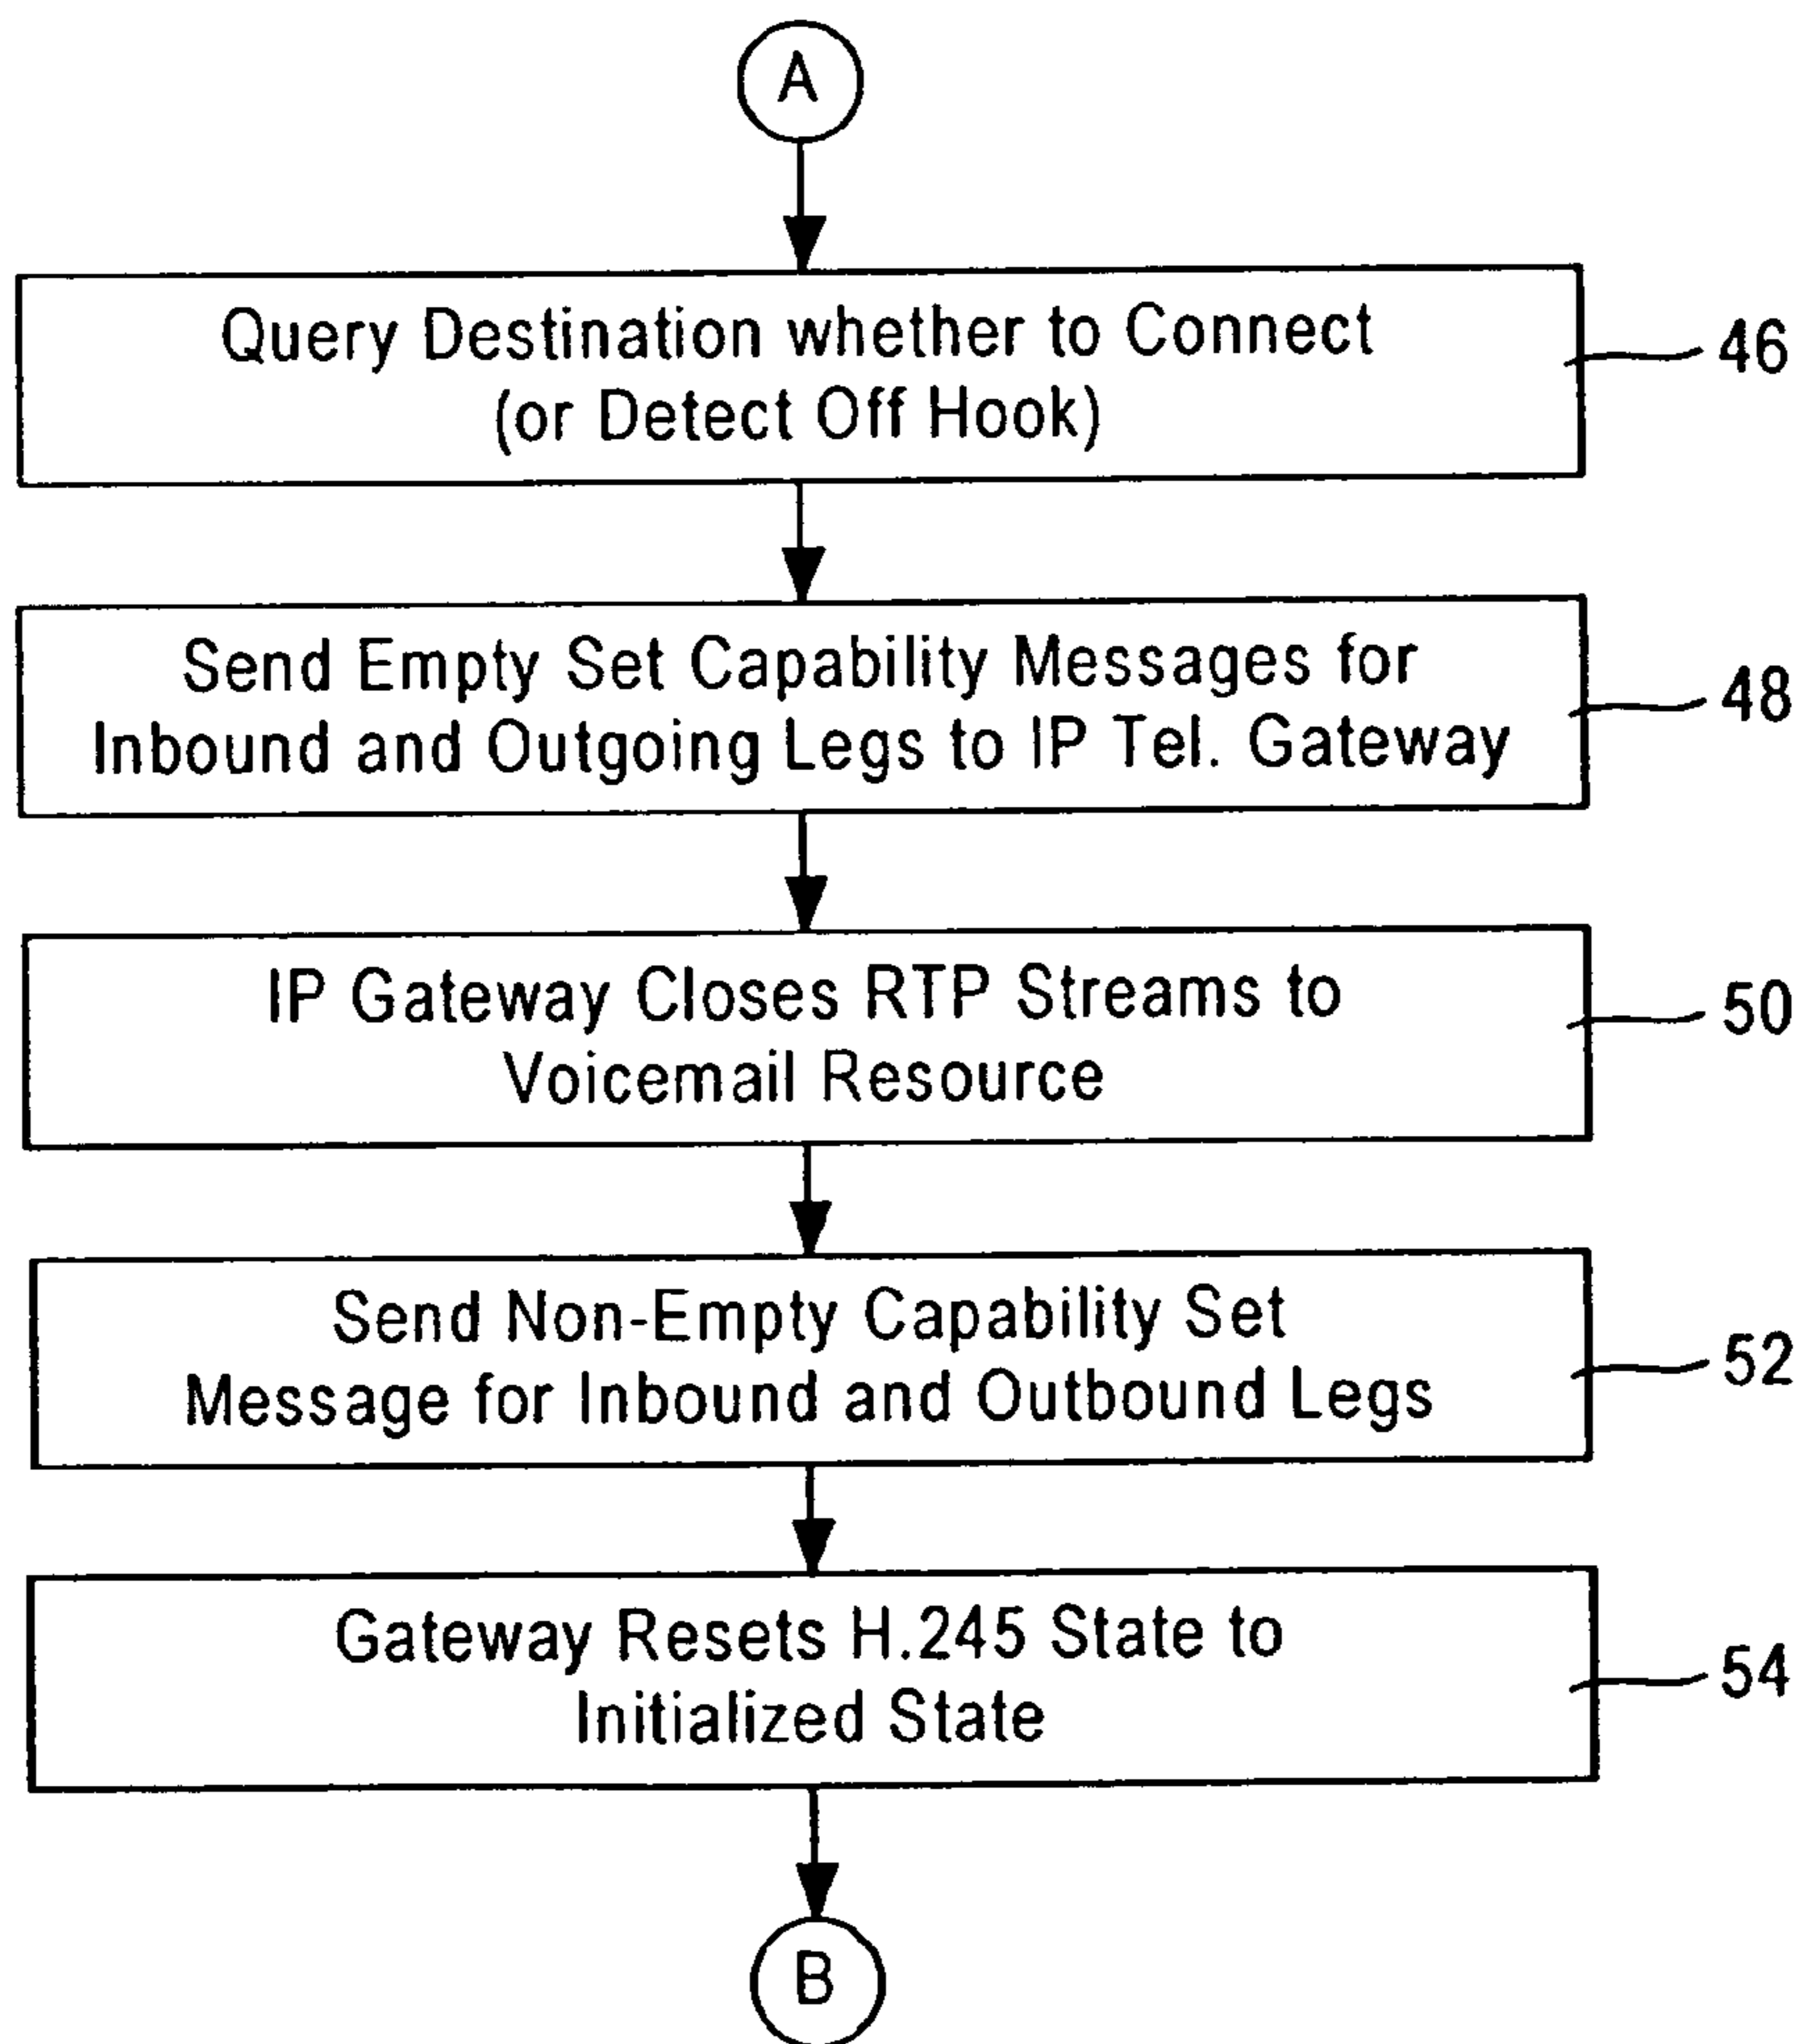 A
Query Destination whether to Connect
(or Detect Off Hook)
46
Send Empty Set Capability Messages for
Inbound and Outgoing Legs to IP Tel. Gateway
48
IP Gateway Closes RTP Streams to
Voicemail Resource
50
Send Non-Empty Capability Set
Message for Inbound and Outbound Legs
52
Gateway Resets H.245 State to
Initialized State
54
B